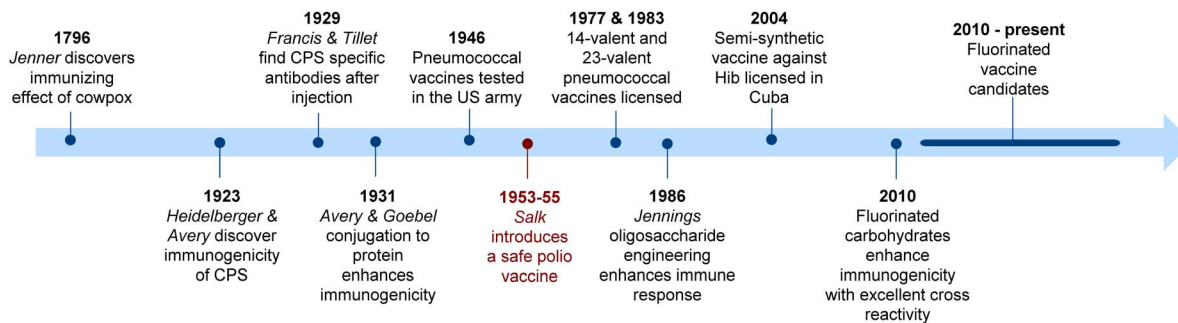 1796
Jenner discovers
immunizing
effect of cowpox
1929
Francis & Tillet
find CPS specific
antibodies after
injection
1946
Pneumococcal
vaccines tested
in the US army
1977 & 1983
14-valent and
23-valent
pneumococcal
vaccines licensed
2004
Semi-synthetic
vaccine against
Hib licensed in
Cuba
2010 - present
Fluorinated
vaccine
candidates
1923
Heidelberger &
Avery discover
immunogenicity
of CPS
1931
Avery & Goebel
conjugation to
protein
enhances
immunogenicity
1953-55
Salk
introduces
a safe polio
vaccine
1986
Jennings
oligosaccharide
engineering
enhances immune
response
2010
Fluorinated
carbohydrates
enhance
immunogenicity
with excellent cross
reactivity